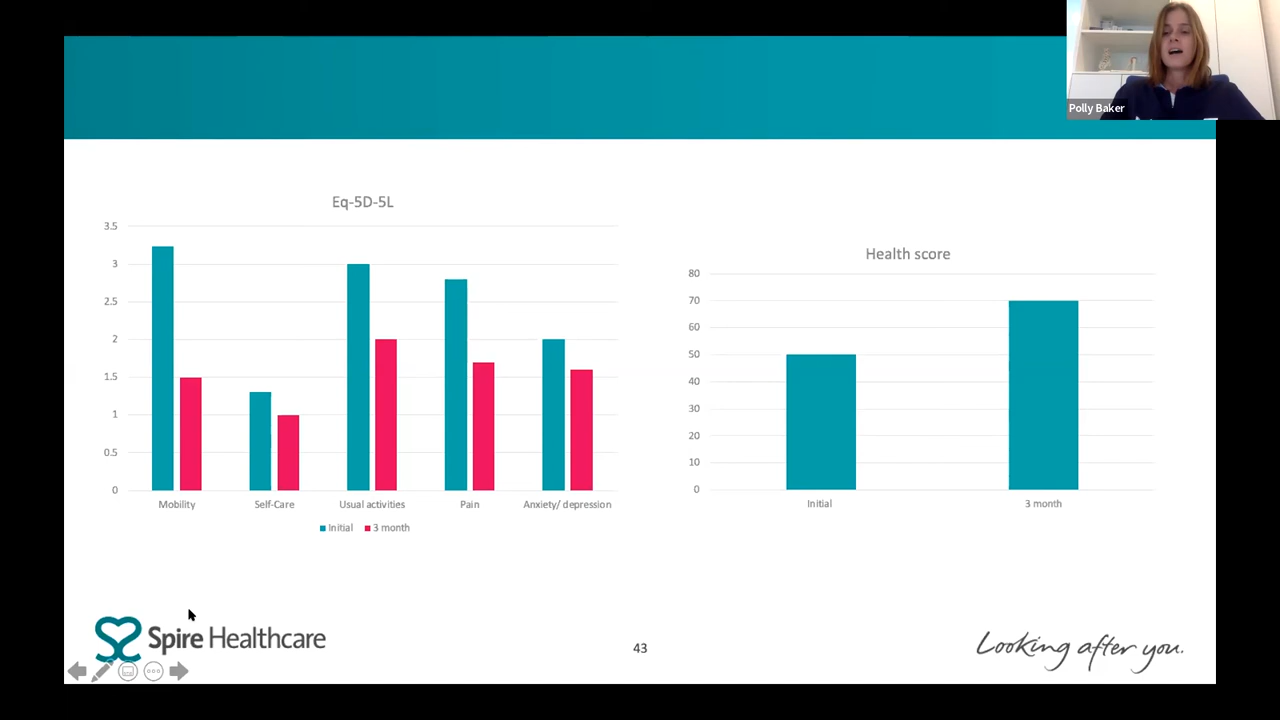 Polly Baker
Eq-5D-5L
3.5
3
2.5
2
1.5
1
0.5
0
Mobility Self-Care Usual activities Pain Anxiety/ depression
Initial 3 month
Health score
80
70
60
50
40
30
20
10
0
Initial 3 month
Spire Healthcare
43
Looking after you.